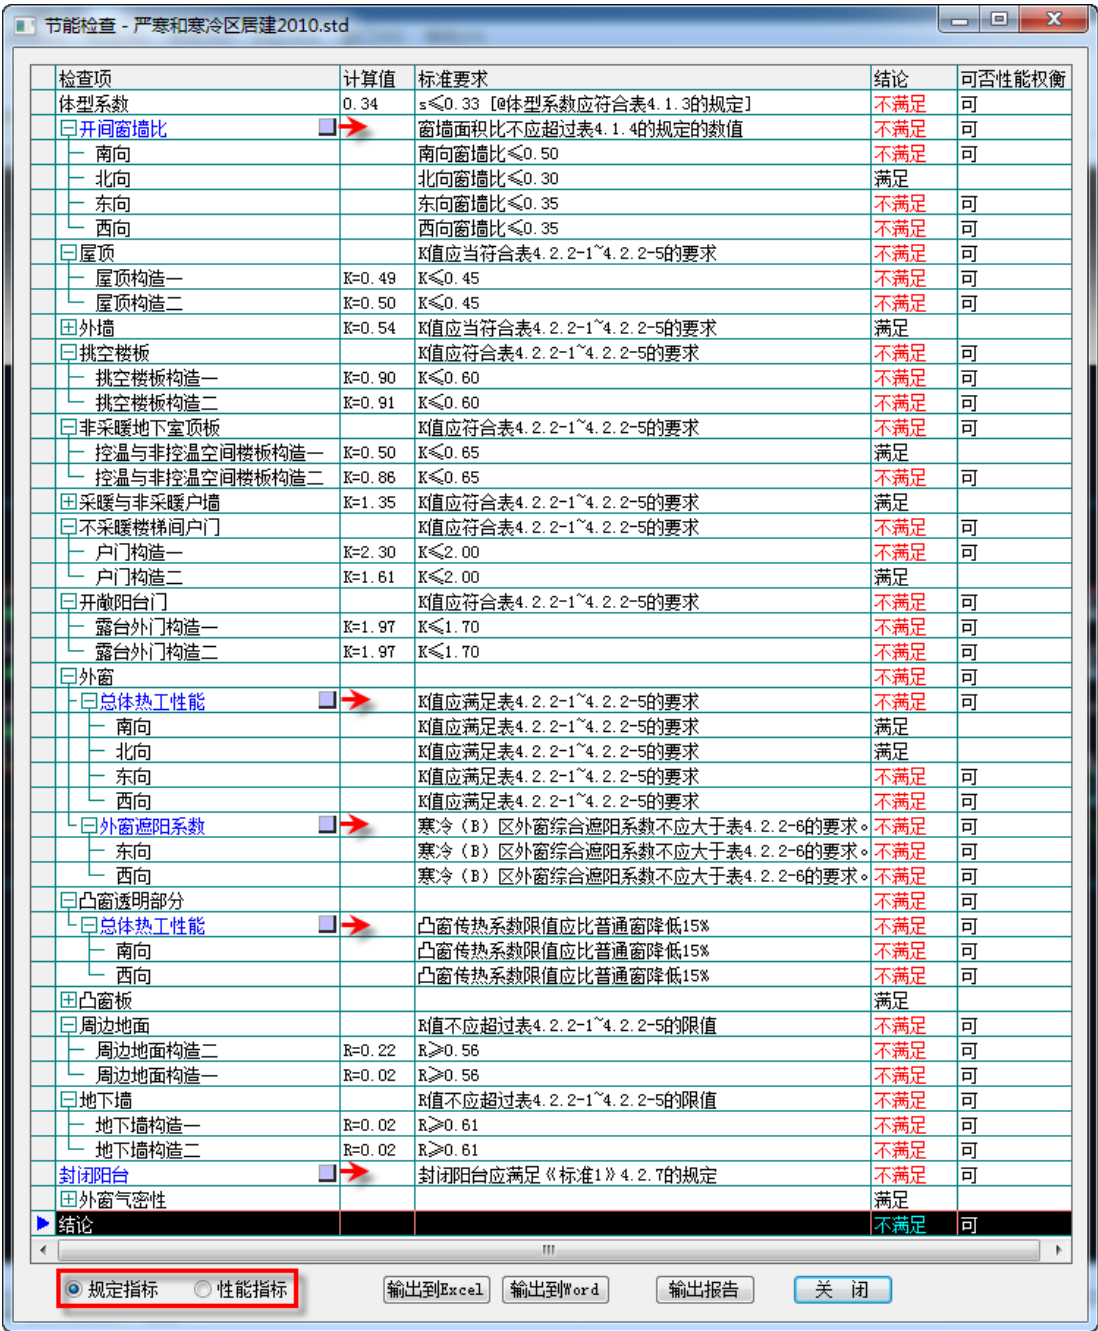 节能检查 - 严寒和寒冷区居建2010.std
检查项 计算值 标准要求 结论 可否性能权衡
体型系数 0.34 s≤0.33 [@体型系数应符合表4.1.3的规定] 不满足 可
开间窗墙比 窗墙面积比不应超过表4.1.4的规定的数值 不满足 可
南向 南向窗墙比≤0.50 不满足 可
北向 北向窗墙比≤0.30 满足
东向 东向窗墙比≤0.35 不满足 可
西向 西向窗墙比≤0.35 不满足 可
屋顶 K值应当符合表4.2.2-1~4.2.2-5的要求 不满足 可
屋顶构造一 K=0.49 K≤0.45 不满足 可
屋顶构造二 K=0.50 K≤0.45 不满足 可
外墙 K=0.54 K值应当符合表4.2.2-1~4.2.2-5的要求 满足
挑空楼板 K值应符合表4.2.2-1~4.2.2-5的要求 不满足 可
挑空楼板构造一 K=0.90 K≤0.60 不满足 可
挑空楼板构造二 K=0.91 K≤0.60 不满足 可
非采暖地下室顶板 K值应符合表4.2.2-1~4.2.2-5的要求 不满足 可
控温与非控温空间楼板构造一 K=0.50 K≤0.65 满足
控温与非控温空间楼板构造二 K=0.86 K≤0.65 不满足 可
采暖与非采暖户墙 K=1.35 K值应符合表4.2.2-1~4.2.2-5的要求 满足
不采暖楼梯间户门 K值应符合表4.2.2-1~4.2.2-5的要求 不满足 可
户门构造一 K=2.30 K≤2.00 不满足 可
户门构造二 K=1.61 K≤2.00 满足
开敞阳台门 K值应符合表4.2.2-1~4.2.2-5的要求 不满足 可
露台外门构造一 K=1.97 K≤1.70 不满足 可
露台外门构造二 K=1.97 K≤1.70 不满足 可
外窗 不满足 可
总体热工性能 K值应满足表4.2.2-1~4.2.2-5的要求 不满足 可
南向 K值应满足表4.2.2-1~4.2.2-5的要求 满足
北向 K值应满足表4.2.2-1~4.2.2-5的要求 满足
东向 K值应满足表4.2.2-1~4.2.2-5的要求 不满足 可
西向 K值应满足表4.2.2-1~4.2.2-5的要求 不满足 可
外窗遮阳系数 寒冷（B）区外窗综合遮阳系数不应大于表4.2.2-6的要求。 不满足 可
东向 寒冷（B）区外窗综合遮阳系数不应大于表4.2.2-6的要求。 不满足 可
西向 寒冷（B）区外窗综合遮阳系数不应大于表4.2.2-6的要求。 不满足 可
凸窗透明部分 不满足 可
总体热工性能 凸窗传热系数限值应比普通窗降低15% 不满足 可
南向 凸窗传热系数限值应比普通窗降低15% 不满足 可
西向 凸窗传热系数限值应比普通窗降低15% 不满足 可
凸窗板 满足
周边地面 R值不应超过表4.2.2-1~4.2.2-5的限值 不满足 可
周边地面构造二 R=0.22 R≥0.56 不满足 可
周边地面构造一 R=0.02 R≥0.56 不满足 可
地下墙 R值不应超过表4.2.2-1~4.2.2-5的限值 不满足 可
地下墙构造一 R=0.02 R≥0.61 不满足 可
地下墙构造二 R=0.02 R≥0.61 不满足 可
封闭阳台 封闭阳台应满足《标准1》4.2.7的规定 不满足 可
外窗气密性 满足
结论 不满足 可
规定指标 性能指标 输出到Excel 输出到Word 输出报告 关 闭